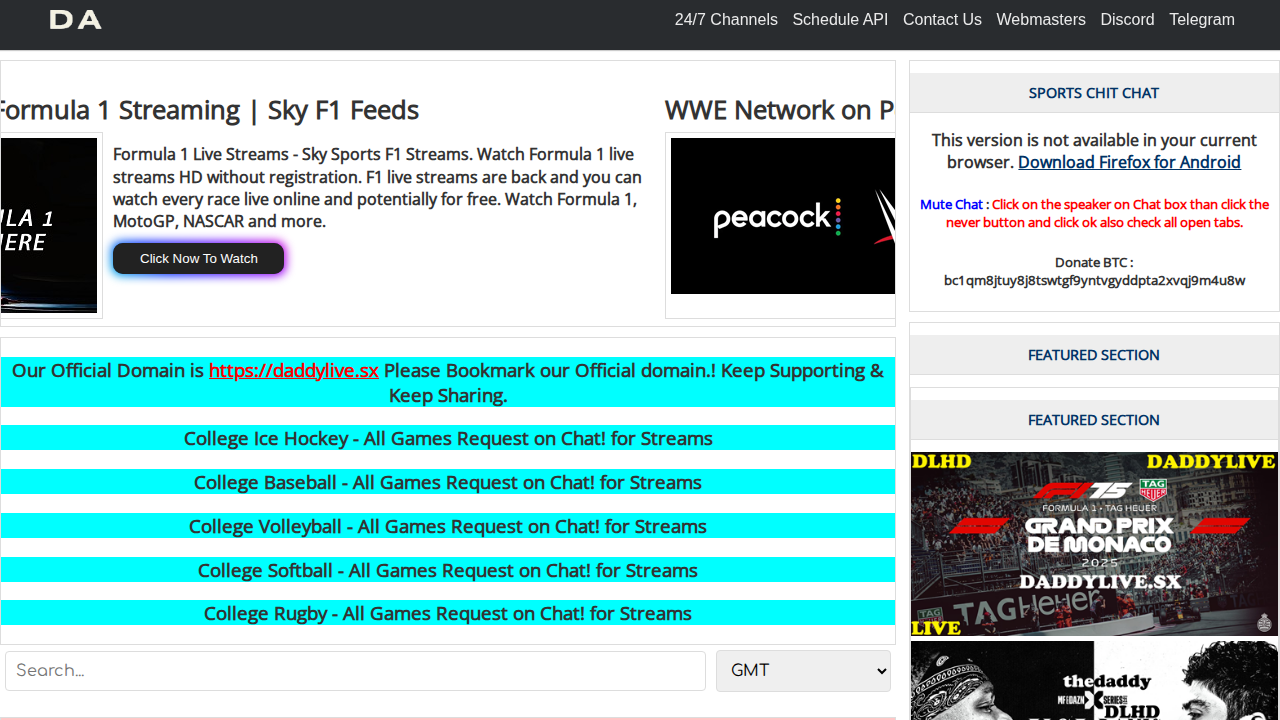 DA
24/7 Channels Schedule API Contact Us Webmasters Discord Telegram
Formula 1 Streaming | Sky F1 Feeds
Formula 1 Live Streams - Sky Sports F1 Streams. Watch Formula 1 live
streams HD without registration. F1 live streams are back and you can
watch every race live online and potentially for free. Watch Formula 1,
MotoGP, NASCAR and more.
Click Now To Watch
LA 1
HERE
WWE Network on P
peacock
Our Official Domain is https://daddylive.sx Please Bookmark our Official domain.! Keep Supporting &
Keep Sharing.
College Ice Hockey - All Games Request on Chat! for Streams
College Baseball - All Games Request on Chat! for Streams
College Volleyball - All Games Request on Chat! for Streams
College Softball - All Games Request on Chat! for Streams
College Rugby - All Games Request on Chat! for Streams
Search...
GMT
SPORTS CHIT CHAT
This version is not available in your current
browser. Download Firefox for Android
Mute Chat : Click on the speaker on Chat box than click the
never button and click ok also check all open tabs.
Donate BTC :
bc1qm8jtuy8j8tswtgf9yntvgyddpta2xvqj9m4u8w
FEATURED SECTION
FEATURED SECTION
DLHD DADDYLIVE
F1 75 TAG HEUER
FORMULA 1 • TAG HEUER
GRAND PRIX
DE MONACO
2025
DADDYLIVE.SX
TAGHeuer
TAG HEUER
LIVE
thedaddy
MF|DAZN X SERIES
DLHD